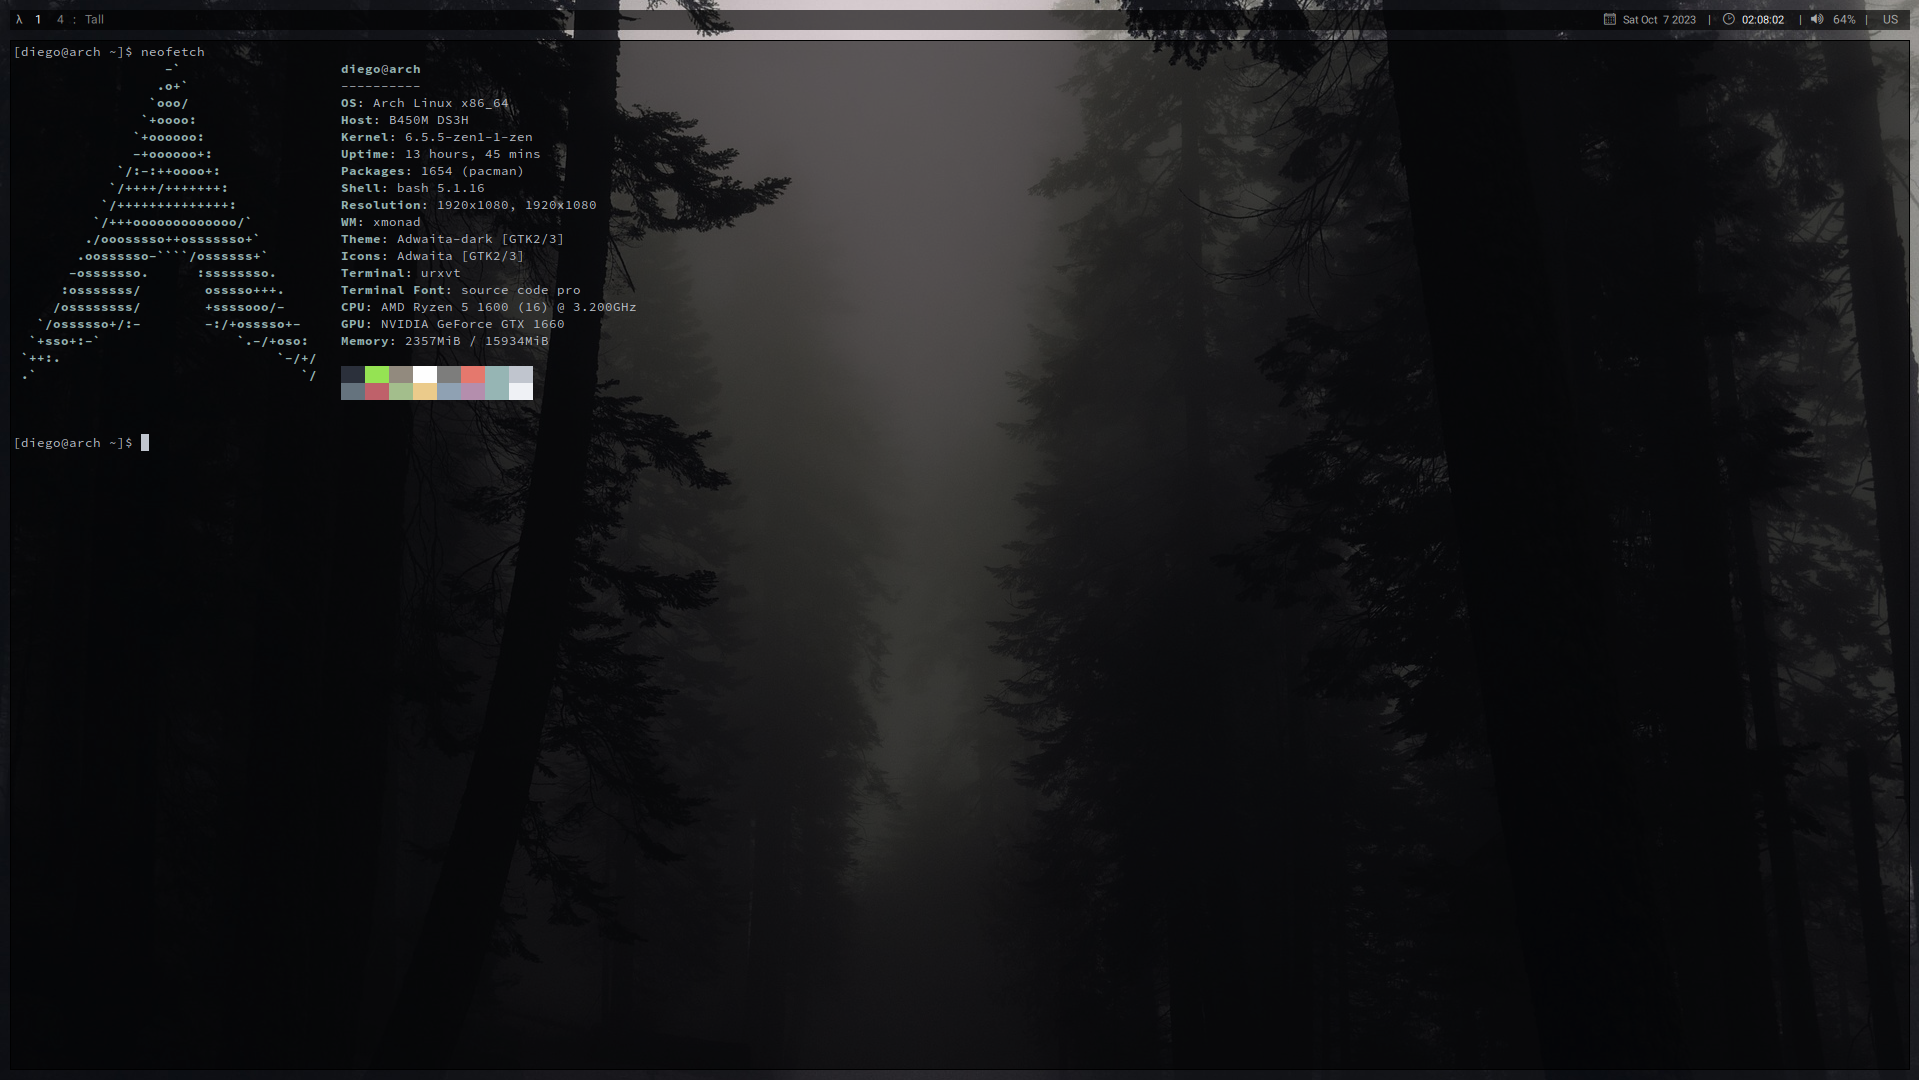 λ 1 4 : Tall Sat Oct 7 2023 | 02:08:02 | 64% | US
[diego@arch ~]$ neofetch
-` diego@arch
.o+` ----------
`ooo/ OS: Arch Linux x86_64
`+oooo: Host: B450M DS3H
`+oooooo: Kernel: 6.5.5-zen1-1-zen
-+oooooo+: Uptime: 13 hours, 45 mins
`/:-:++oooo+: Packages: 1654 (pacman)
`/++++/+++++++: Shell: bash 5.1.16
`/++++++++++++++: Resolution: 1920x1080, 1920x1080
`/+++ooooooooooooo/` WM: xmonad
./ooosssso++osssssso+` Theme: Adwaita-dark [GTK2/3]
.oossssso-````/ossssss+` Icons: Adwaita [GTK2/3]
-osssssso. :ssssssso. Terminal: urxvt
:osssssss/ osssso+++. Terminal Font: source code pro
/ossssssss/ +ssssooo/- CPU: AMD Ryzen 5 1600 (16) @ 3.200GHz
`/ossssso+/:- -:/+osssso+- GPU: NVIDIA GeForce GTX 1660
`+sso+:-` `.-/+oso: Memory: 2357MiB / 15934MiB
`++:. `-/+/
.` `/
[diego@arch ~]$